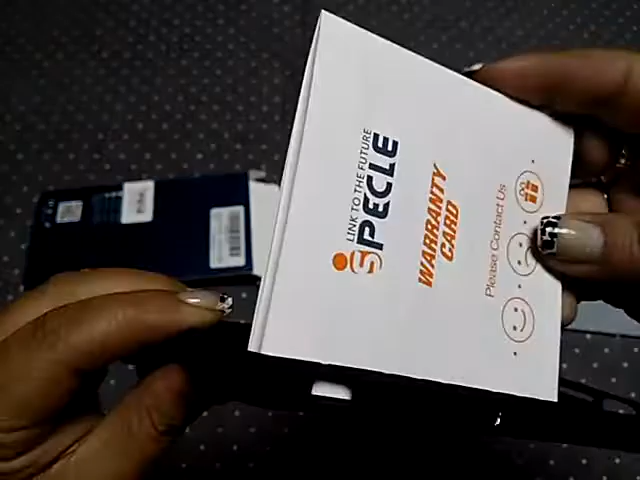 LINK TO THE FUTURE
SPECLE
WARRANTY
CARD
Please Contact Us